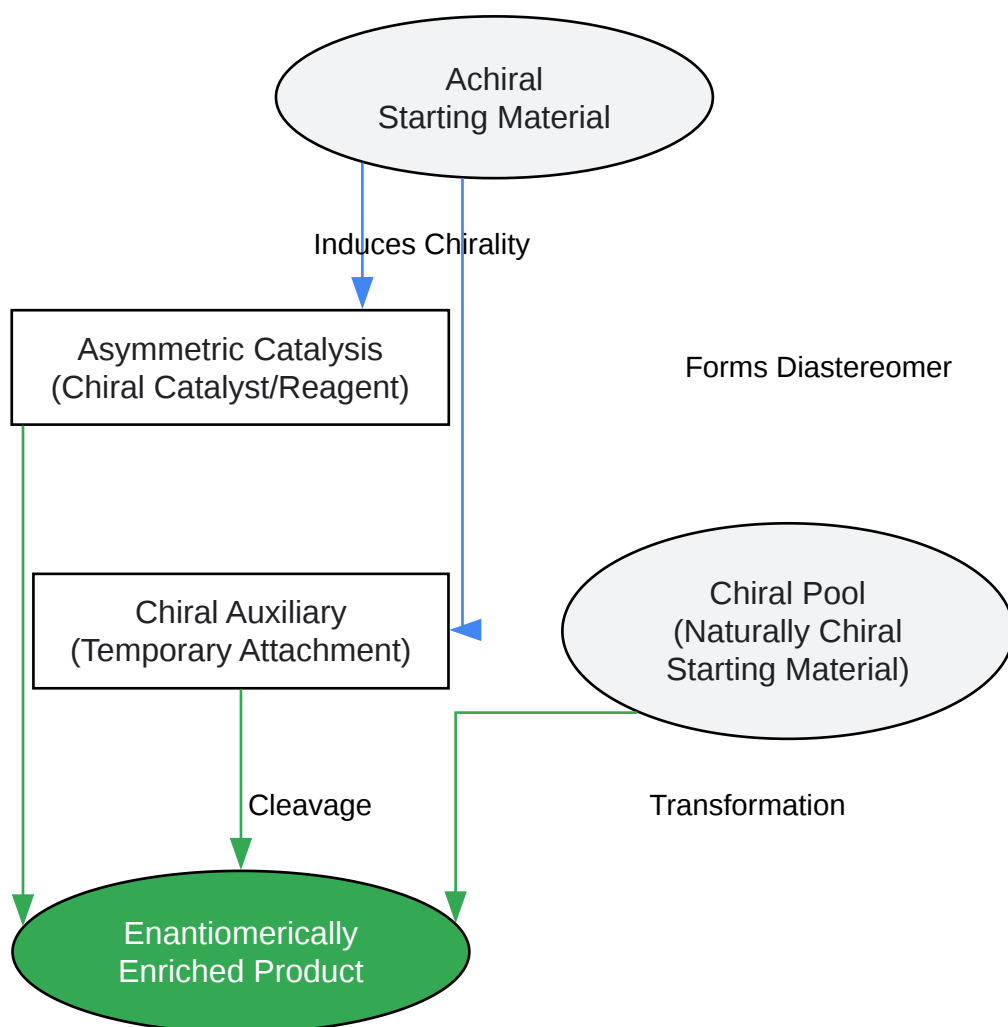 Achiral
Starting Material
Induces Chirality
Asymmetric Catalysis
(Chiral Catalyst/Reagent)
Forms Diastereomer
Chiral Auxiliary
(Temporary Attachment)
Chiral Pool
(Naturally Chiral
Starting Material)
Cleavage
Transformation
Enantiomerically
Enriched Product